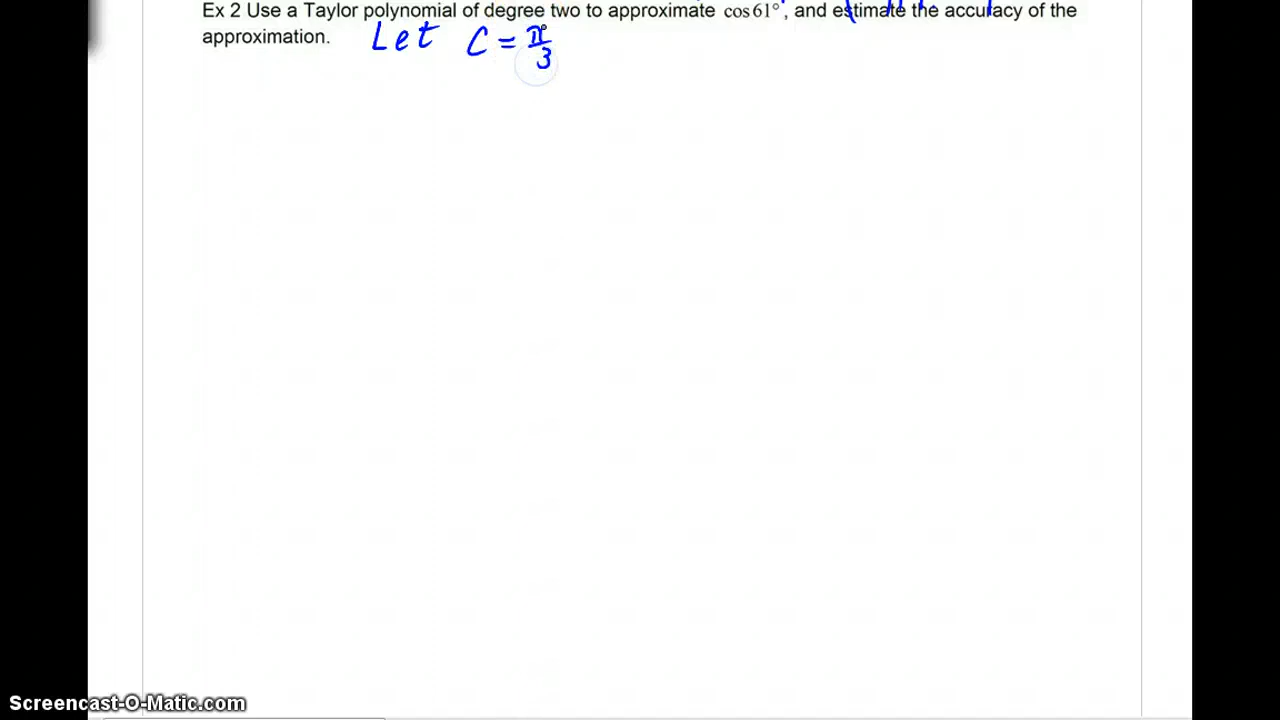 Ex 2 Use a Taylor polynomial of degree two to approximate cos 61°, and estimate the accuracy of the
approximation. Let C = π/3
Screencast-O-Matic.com